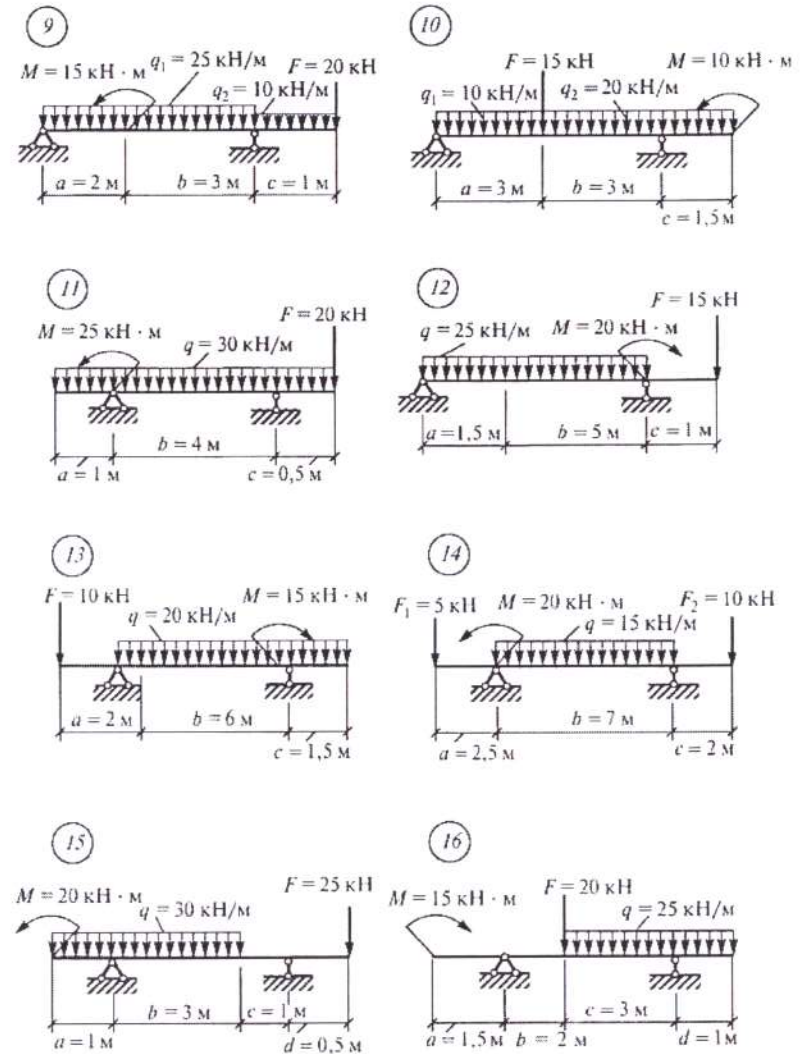 9
M = 15 кН · м
q₁ = 25 кН/м
F = 20 кН
q₂ = 10 кН/м
a = 2 м
b = 3 м
c = 1 м
10
F = 15 кН
M = 10 кН · м
q₁ = 10 кН/м
q₂ = 20 кН/м
a = 3 м
b = 3 м
c = 1,5 м
11
F = 20 кН
M = 25 кН · м
q = 30 кН/м
b = 4 м
a = 1 м
c = 0,5 м
12
F = 15 кН
q = 25 кН/м
M = 20 кН · м
a = 1,5 м
b = 5 м
c = 1 м
13
F = 10 кН
M = 15 кН · м
q = 20 кН/м
a = 2 м
b = 6 м
c = 1,5 м
14
F₁ = 5 кН
M = 20 кН · м
F₂ = 10 кН
q = 15 кН/м
a = 2,5 м
b = 7 м
c = 2 м
15
M = 20 кН · м
F = 25 кН
q = 30 кН/м
b = 3 м
c = 1 м
a = 1 м
d = 0,5 м
16
M = 15 кН · м
F = 20 кН
q = 25 кН/м
c = 3 м
a = 1,5 м
b = 2 м
d = 1 м